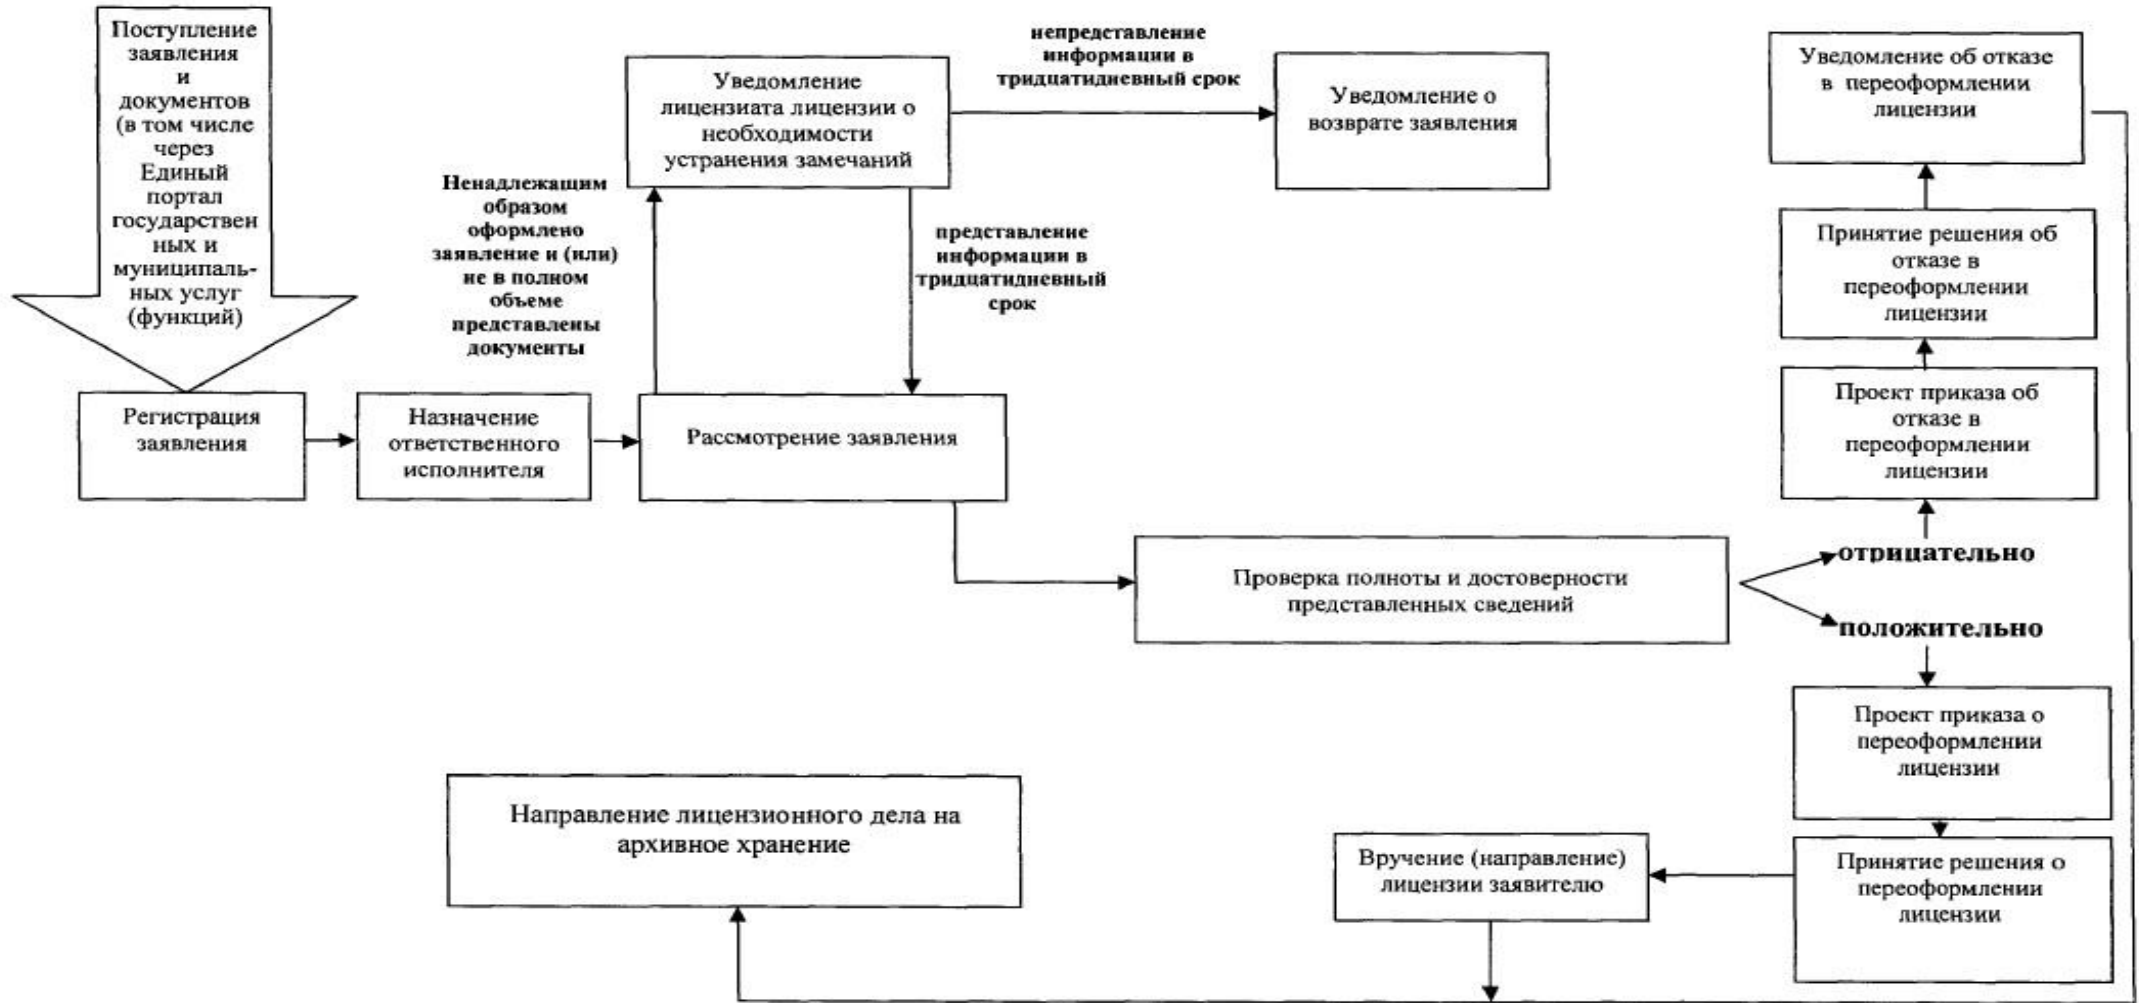 Поступление
заявления
и
документов
(в том числе
через
Единый
портал
государствен
ных и
муниципаль-
ных услуг
(функций)
Регистрация
заявления
Назначение
ответственного
исполнителя
Рассмотрение заявления
Ненадлежащим
образом
оформлено
заявление и (или)
не в полном
объеме
представлены
документы
Уведомление
лицензиата лицензии о
необходимости
устранения замечаний
непредставление
информации в
тридцатидневный срок
Уведомление о
возврате заявления
представление
информации в
тридцатидневный
срок
Проверка полноты и достоверности
представленных сведений
отрицательно
Проект приказа об
отказе в
переоформлении
лицензии
Принятие решения об
отказе в
переоформлении
лицензии
Уведомление об отказе
в переоформлении
лицензии
положительно
Проект приказа о
переоформлении
лицензии
Принятие решения о
переоформлении
лицензии
Вручение (направление)
лицензии заявителю
Направление лицензионного дела на
архивное хранение